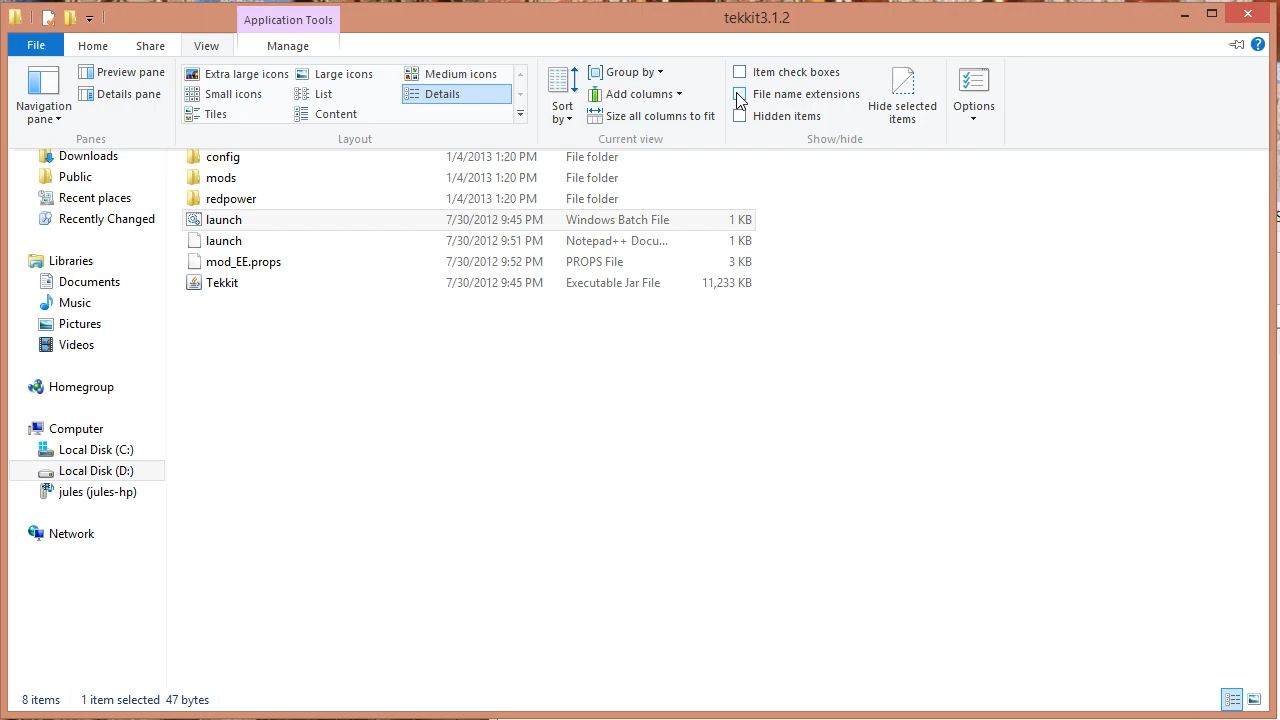 Application Tools
tekkit3.1.2
File
Home
Share
View
Manage
Navigation pane
Preview pane
Details pane
Panes
Extra large icons
Large icons
Medium icons
Small icons
List
Details
Tiles
Content
Layout
Sort by
Group by
Add columns
Size all columns to fit
Current view
Item check boxes
File name extensions
Hidden items
Hide selected items
Show/hide
Options
Downloads
Public
Recent places
Recently Changed
Libraries
Documents
Music
Pictures
Videos
Homegroup
Computer
Local Disk (C:)
Local Disk (D:)
jules (jules-hp)
Network
config 1/4/2013 1:20 PM File folder
mods 1/4/2013 1:20 PM File folder
redpower 1/4/2013 1:20 PM File folder
launch 7/30/2012 9:45 PM Windows Batch File 1 KB
launch 7/30/2012 9:51 PM Notepad++ Docu... 1 KB
mod_EE.props 7/30/2012 9:52 PM PROPS File 3 KB
Tekkit 7/30/2012 9:45 PM Executable Jar File 11,233 KB
8 items 1 item selected 47 bytes